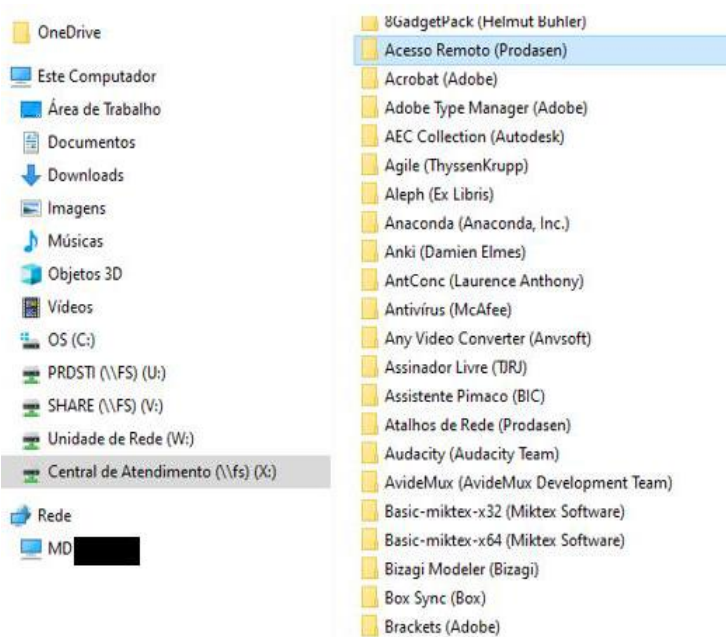 OneDrive
Este Computador
Área de Trabalho
Documentos
Downloads
Imagens
Músicas
Objetos 3D
Vídeos
OS (C:)
PRDSTI (\\FS) (U:)
SHARE (\\FS) (V:)
Unidade de Rede (W:)
Central de Atendimento (\\fs) (X:)
Rede
MD
8GadgetPack (Helmut Buhler)
Acesso Remoto (Prodasen)
Acrobat (Adobe)
Adobe Type Manager (Adobe)
AEC Collection (Autodesk)
Agile (ThyssenKrupp)
Aleph (Ex Libris)
Anaconda (Anaconda, Inc.)
Anki (Damien Elmes)
AntConc (Laurence Anthony)
Antivírus (McAfee)
Any Video Converter (Anvsoft)
Assinador Livre (TJRJ)
Assistente Pimaco (BIC)
Atalhos de Rede (Prodasen)
Audacity (Audacity Team)
AvideMux (AvideMux Development Team)
Basic-miktex-x32 (Miktex Software)
Basic-miktex-x64 (Miktex Software)
Bizagi Modeler (Bizagi)
Box Sync (Box)
Brackets (Adobe)